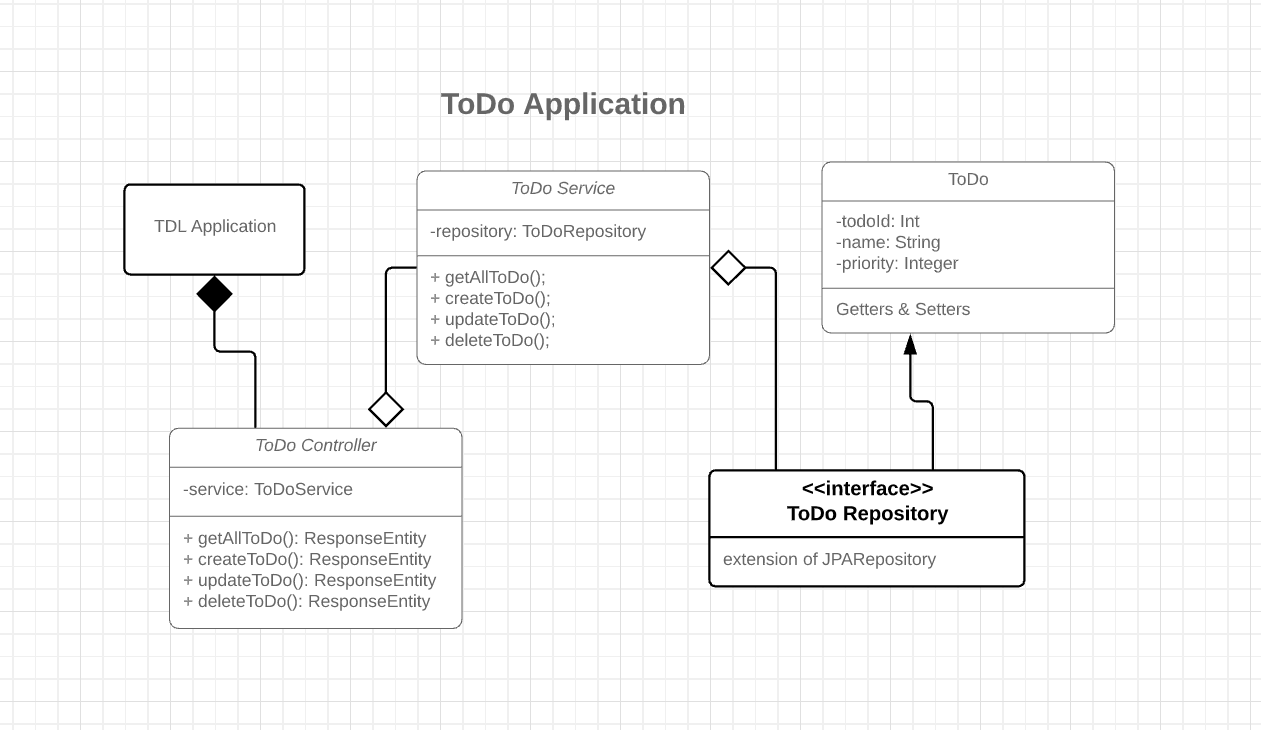 ToDo Application
TDL Application
ToDo Service
-repository: ToDoRepository
+ getAllToDo();
+ createToDo();
+ updateToDo();
+ deleteToDo();
ToDo
-todoId: Int
-name: String
-priority: Integer
Getters & Setters
ToDo Controller
-service: ToDoService
+ getAllToDo(): ResponseEntity
+ createToDo(): ResponseEntity
+ updateToDo(): ResponseEntity
+ deleteToDo(): ResponseEntity
<<interface>>
ToDo Repository
extension of JPARepository